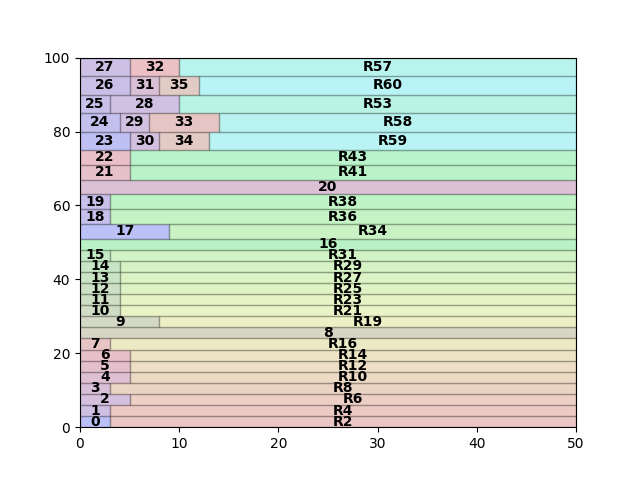 100
27 32 R57
26 31 35 R60
25 28 R53
24 29 33 R58
80
23 30 34 R59
22 R43
21 R41
20
60
19 R38
18 R36
17 R34
16
15 R31
14 R29
40
13 R27
12 R25
11 R23
10 R21
9 R19
8
20
7 R16
6 R14
5 R12
4 R10
3 R8
2 R6
1 R4
0 R2
0
0 10 20 30 40 50